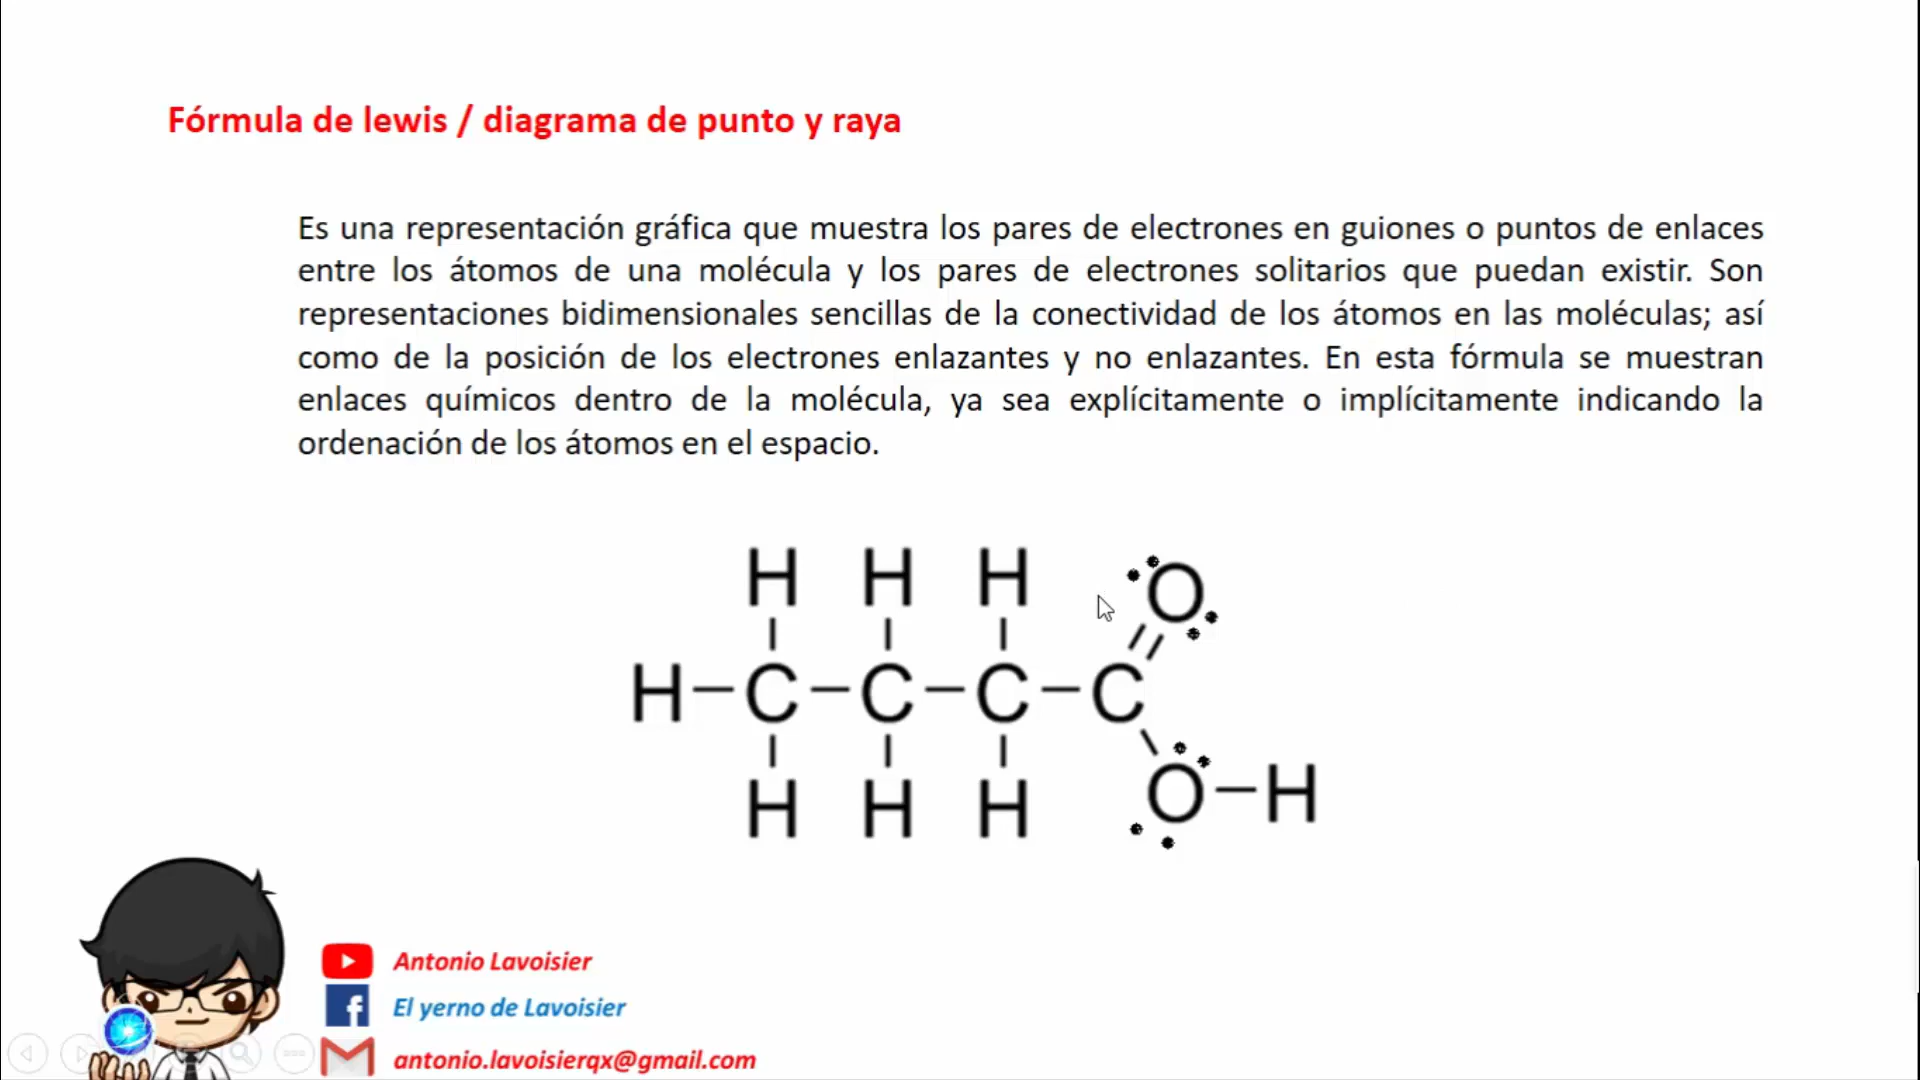 Fórmula de lewis / diagrama de punto y raya
Es una representación gráfica que muestra los pares de electrones en guiones o puntos de enlaces
entre los átomos de una molécula y los pares de electrones solitarios que puedan existir. Son
representaciones bidimensionales sencillas de la conectividad de los átomos en las moléculas; así
como de la posición de los electrones enlazantes y no enlazantes. En esta fórmula se muestran
enlaces químicos dentro de la molécula, ya sea explícitamente o implícitamente indicando la
ordenación de los átomos en el espacio.
H H H O
H C C C C
H H H O H
Antonio Lavoisier
El yerno de Lavoisier
antonio.lavoisierqx@gmail.com